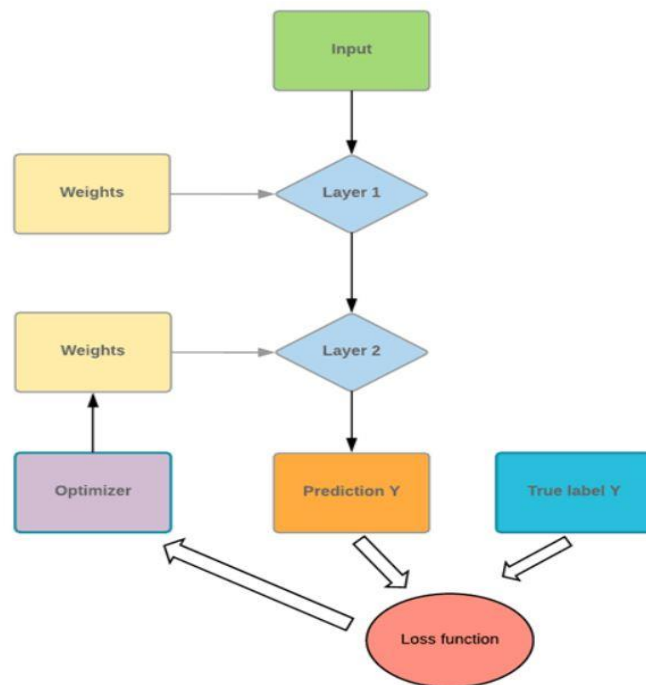 Input
Weights
Layer 1
Weights
Layer 2
Optimizer
Prediction Y
True label Y
Loss function